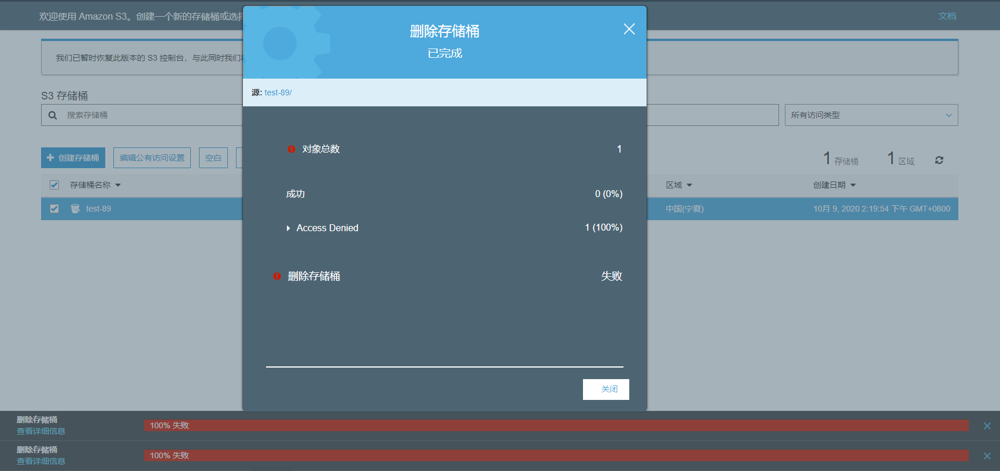 欢迎使用 Amazon S3。创建一个新的存储桶或选择
文档
删除存储桶
已完成
我们已暂时恢复此版本的 S3 控制台，与此同时我们
源: test-89/
S3 存储桶
搜索存储桶
所有访问类型
对象总数 1
创建存储桶 编辑公有访问设置 空白
1 存储桶 1 区域
存储桶名称 区域 创建日期
成功 0 (0%)
test-89 中国(宁夏) 10月 9, 2020 2:19:54 下午 GMT+0800
Access Denied 1 (100%)
删除存储桶 失败
关闭
删除存储桶
查看详细信息
100% 失败
删除存储桶
查看详细信息
100% 失败